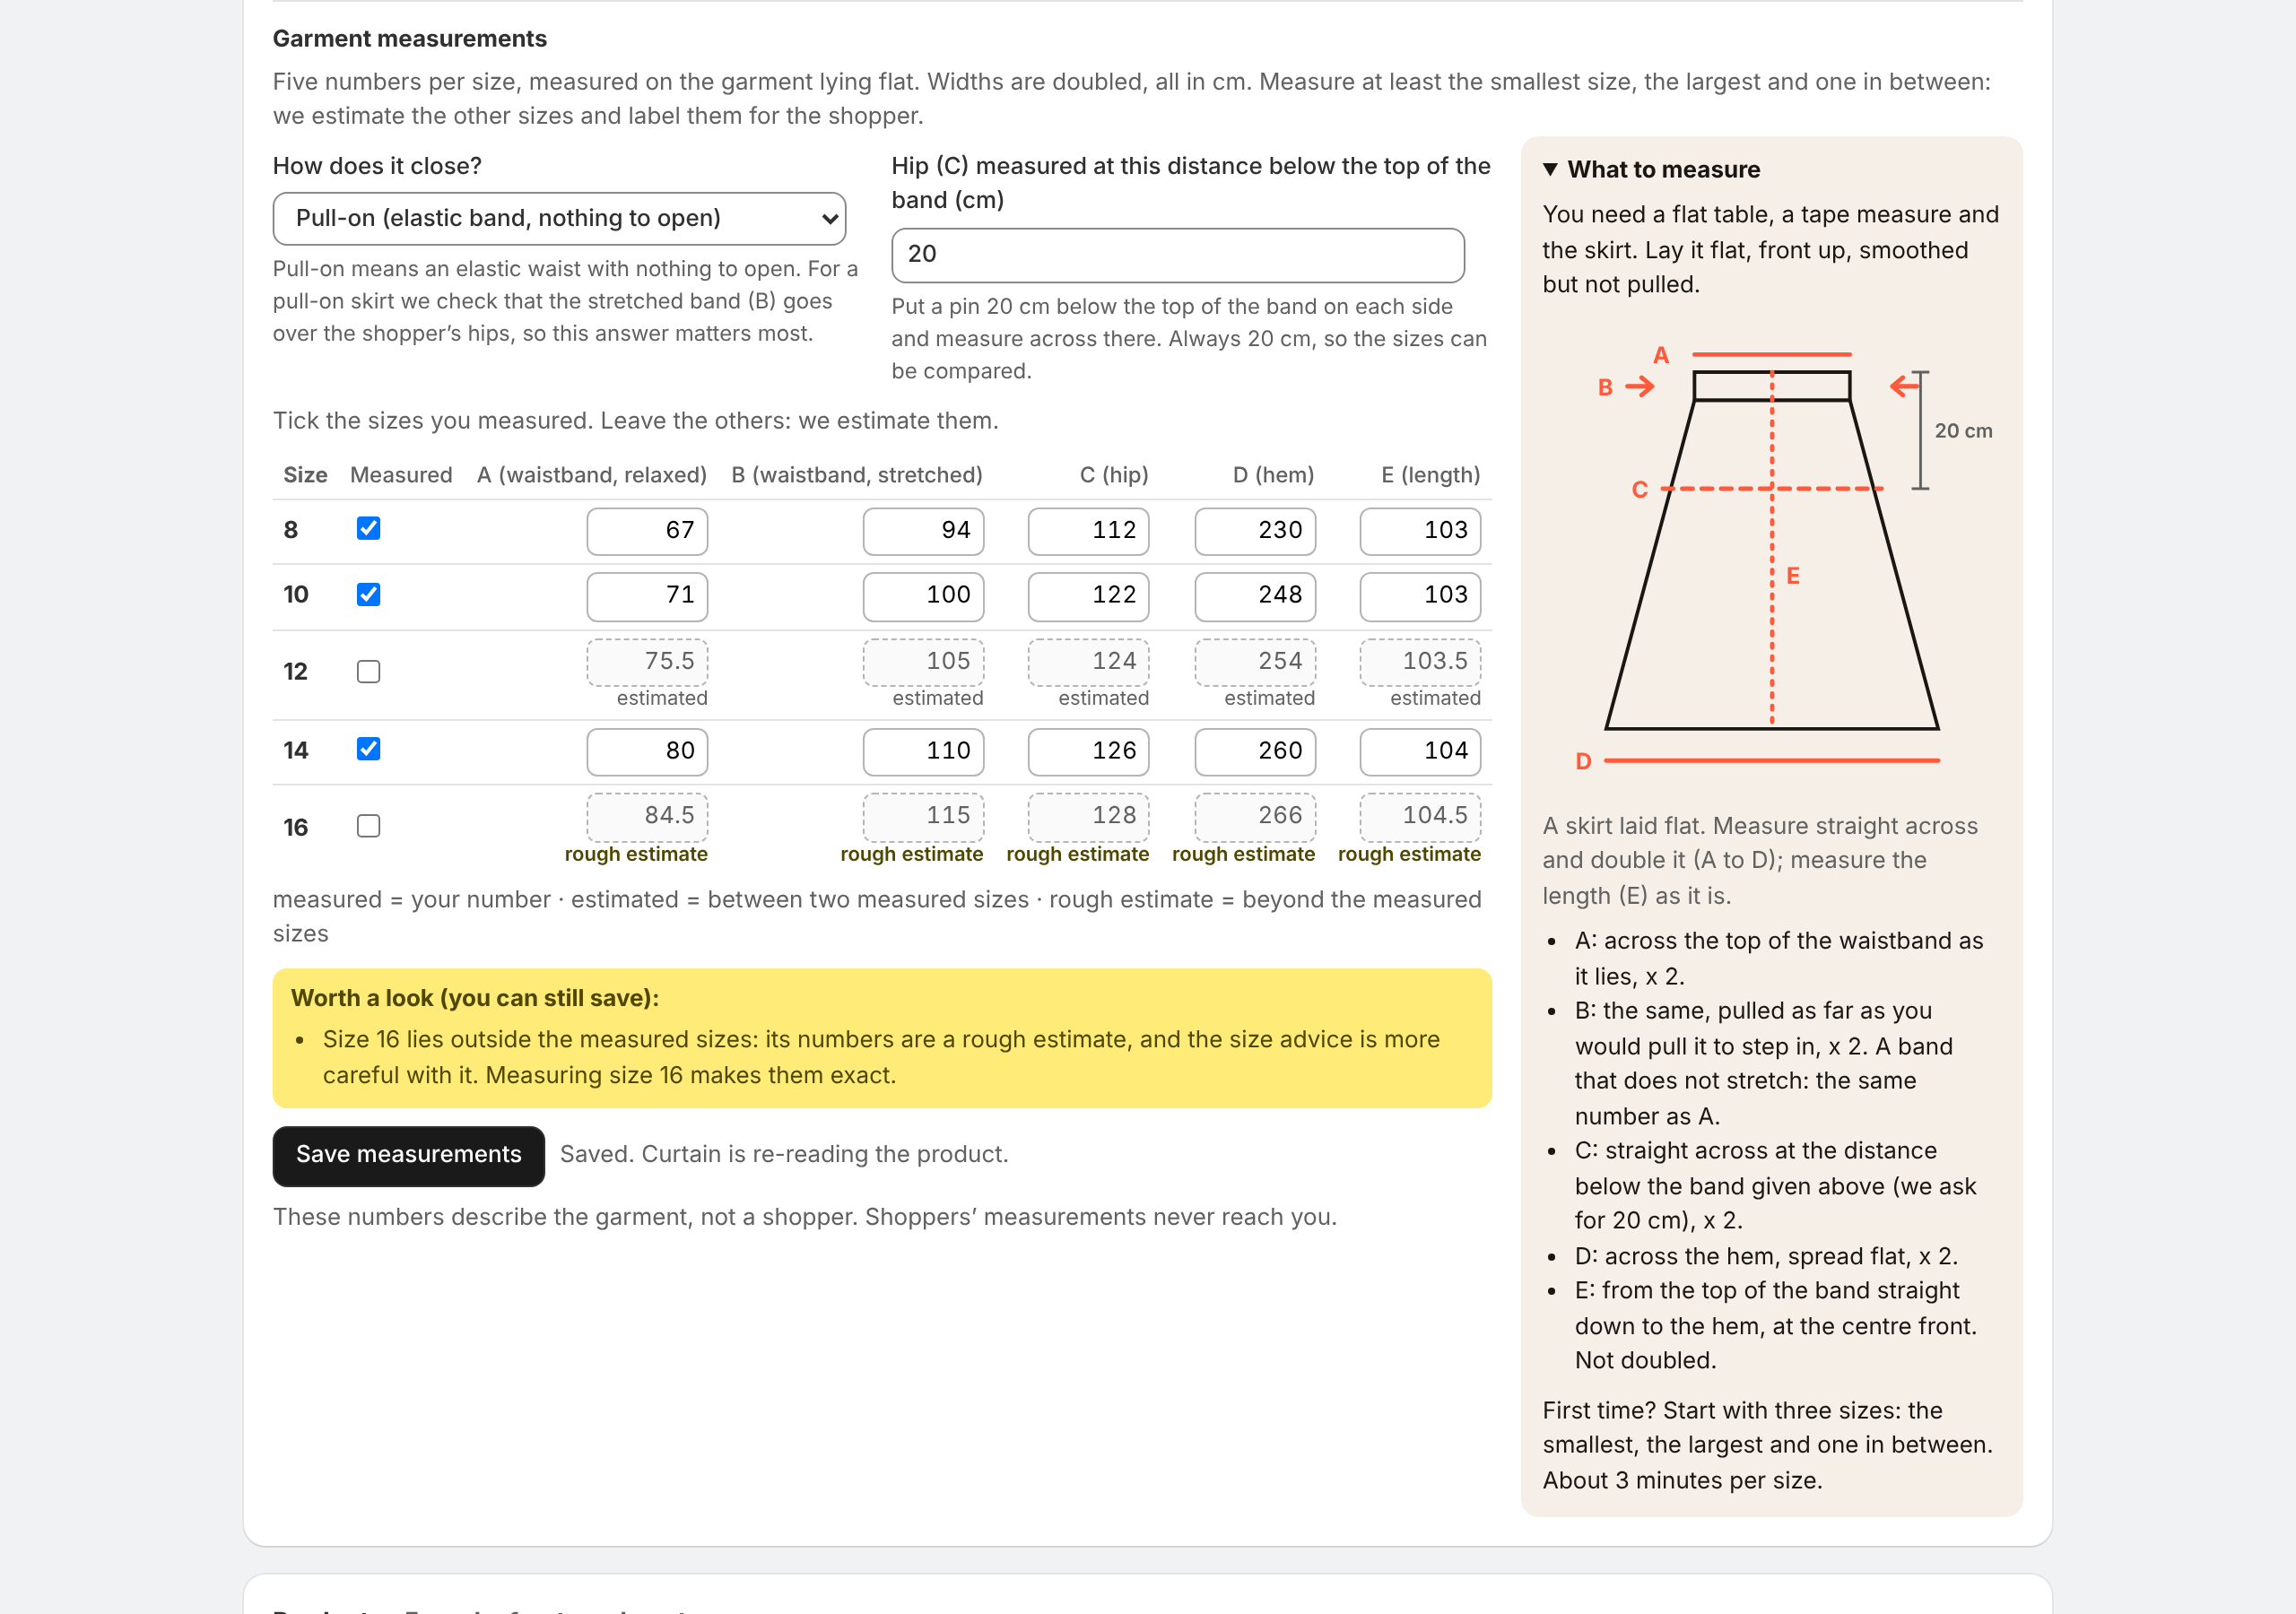 Garment measurements
Five numbers per size, measured on the garment lying flat. Widths are doubled, all in cm. Measure at least the smallest size, the largest and one in between:
we estimate the other sizes and label them for the shopper.
How does it close?
Pull-on (elastic band, nothing to open)
Pull-on means an elastic waist with nothing to open. For a
pull-on skirt we check that the stretched band (B) goes
over the shopper’s hips, so this answer matters most.
Hip (C) measured at this distance below the top of the
band (cm)
20
Put a pin 20 cm below the top of the band on each side
and measure across there. Always 20 cm, so the sizes can
be compared.
Tick the sizes you measured. Leave the others: we estimate them.
Size Measured A (waistband, relaxed) B (waistband, stretched) C (hip) D (hem) E (length)
8 67 94 112 230 103
10 71 100 122 248 103
12 75.5 105 124 254 103.5
estimated estimated estimated estimated estimated
14 80 110 126 260 104
16 84.5 115 128 266 104.5
rough estimate rough estimate rough estimate rough estimate rough estimate
measured = your number · estimated = between two measured sizes · rough estimate = beyond the measured
sizes
Worth a look (you can still save):
• Size 16 lies outside the measured sizes: its numbers are a rough estimate, and the size advice is more
careful with it. Measuring size 16 makes them exact.
Save measurements Saved. Curtain is re-reading the product.
These numbers describe the garment, not a shopper. Shoppers’ measurements never reach you.
▼ What to measure
You need a flat table, a tape measure and
the skirt. Lay it flat, front up, smoothed
but not pulled.
A
B
20 cm
C
E
D
A skirt laid flat. Measure straight across
and double it (A to D); measure the
length (E) as it is.
• A: across the top of the waistband as
it lies, x 2.
• B: the same, pulled as far as you
would pull it to step in, x 2. A band
that does not stretch: the same
number as A.
• C: straight across at the distance
below the band given above (we ask
for 20 cm), x 2.
• D: across the hem, spread flat, x 2.
• E: from the top of the band straight
down to the hem, at the centre front.
Not doubled.
First time? Start with three sizes: the
smallest, the largest and one in between.
About 3 minutes per size.